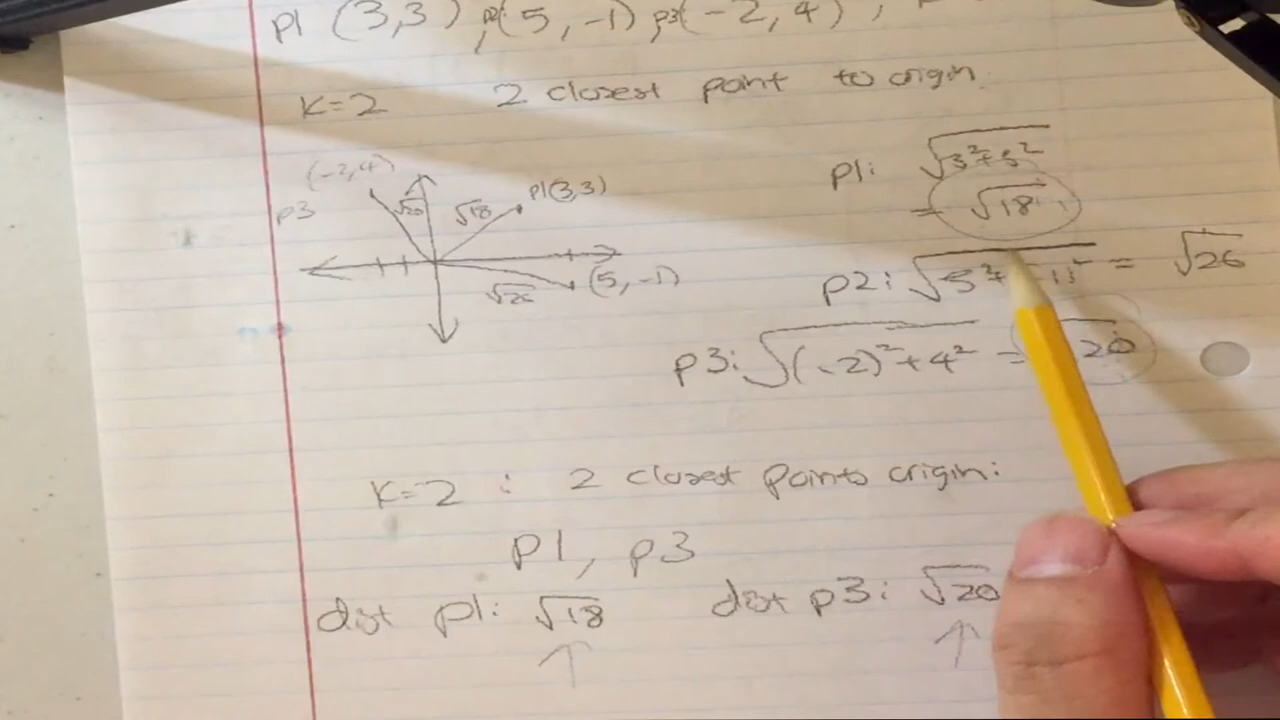 p1 (3,3), p2(5,-1), p3(-2,4),
K=2 2 closest point to origin.
(-2,4)
p3
√20
√18
p1(3,3)
(5,-1)
√26
p1: √3²+3²
= √18
p2: √5²+ -1² = √26
p3: √(-2)²+4² = 20
K=2 : 2 closest points origin:
p1, p3
dist p1: √18 dist p3: √20